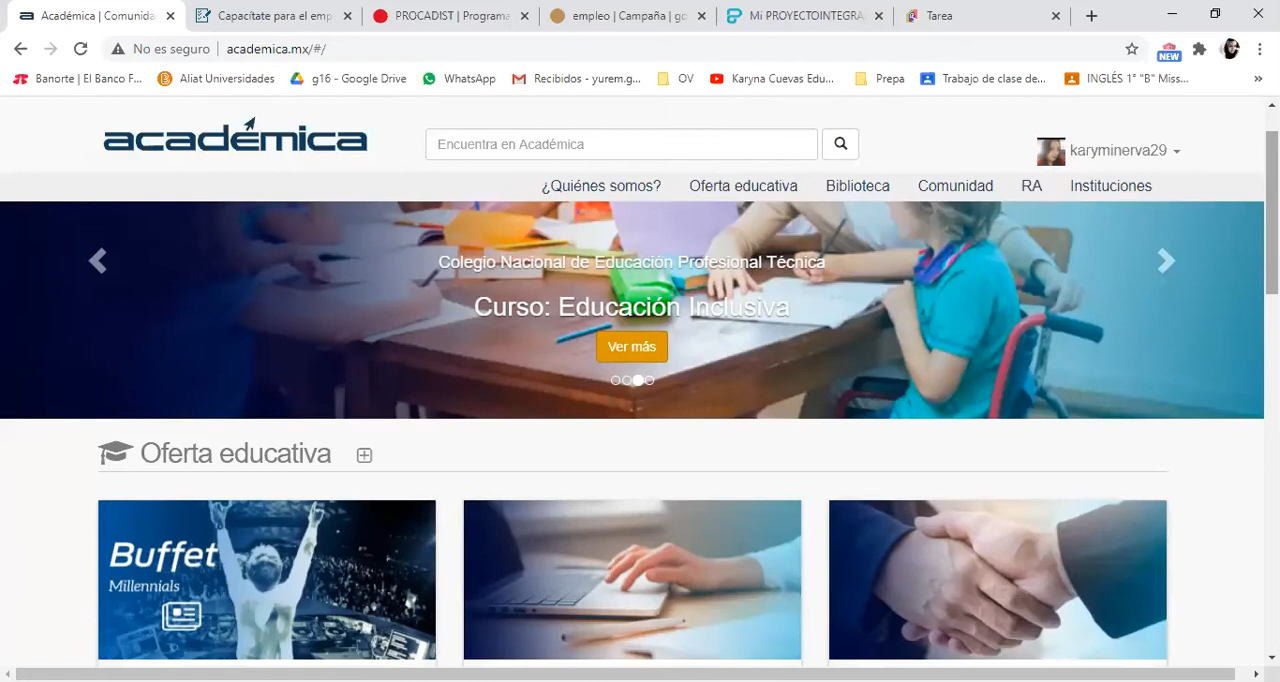 Académica | Comunida
Capacítate para el emp
PROCADIST | Programa
empleo | Campaña | go
Mi PROYECTOINTEGRA
Tarea
No es seguro
academica.mx/#/
NEW
Banorte | El Banco F...
Aliat Universidades
g16 - Google Drive
WhatsApp
Recibidos - yurem.g...
OV
Karyna Cuevas Edu...
Prepa
Trabajo de clase de...
INGLÉS 1° "B" Miss...
»
académica
Encuentra en Académica
karyminerva29
¿Quiénes somos?
Oferta educativa
Biblioteca
Comunidad
RA
Instituciones
Colegio Nacional de Educación Profesional Técnica
Curso: Educación Inclusiva
Ver más
Oferta educativa
Buffet
Millennials